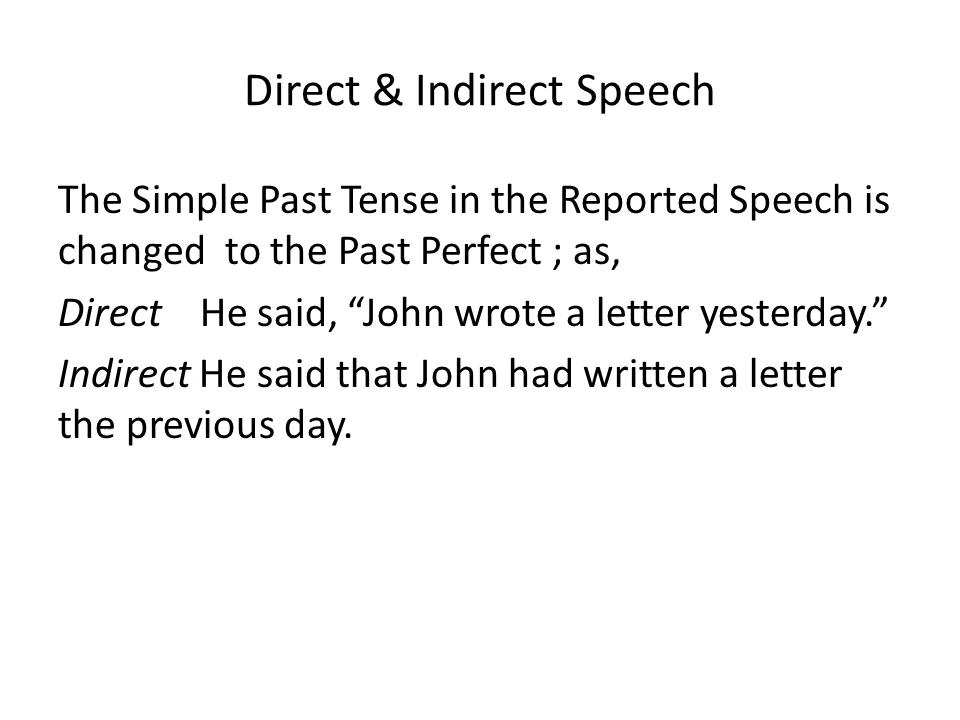 Direct & Indirect Speech
The Simple Past Tense in the Reported Speech is
changed  to the Past Perfect ; as,
Direct    He said, “John wrote a letter yesterday.”
Indirect He said that John had written a letter
the previous day.